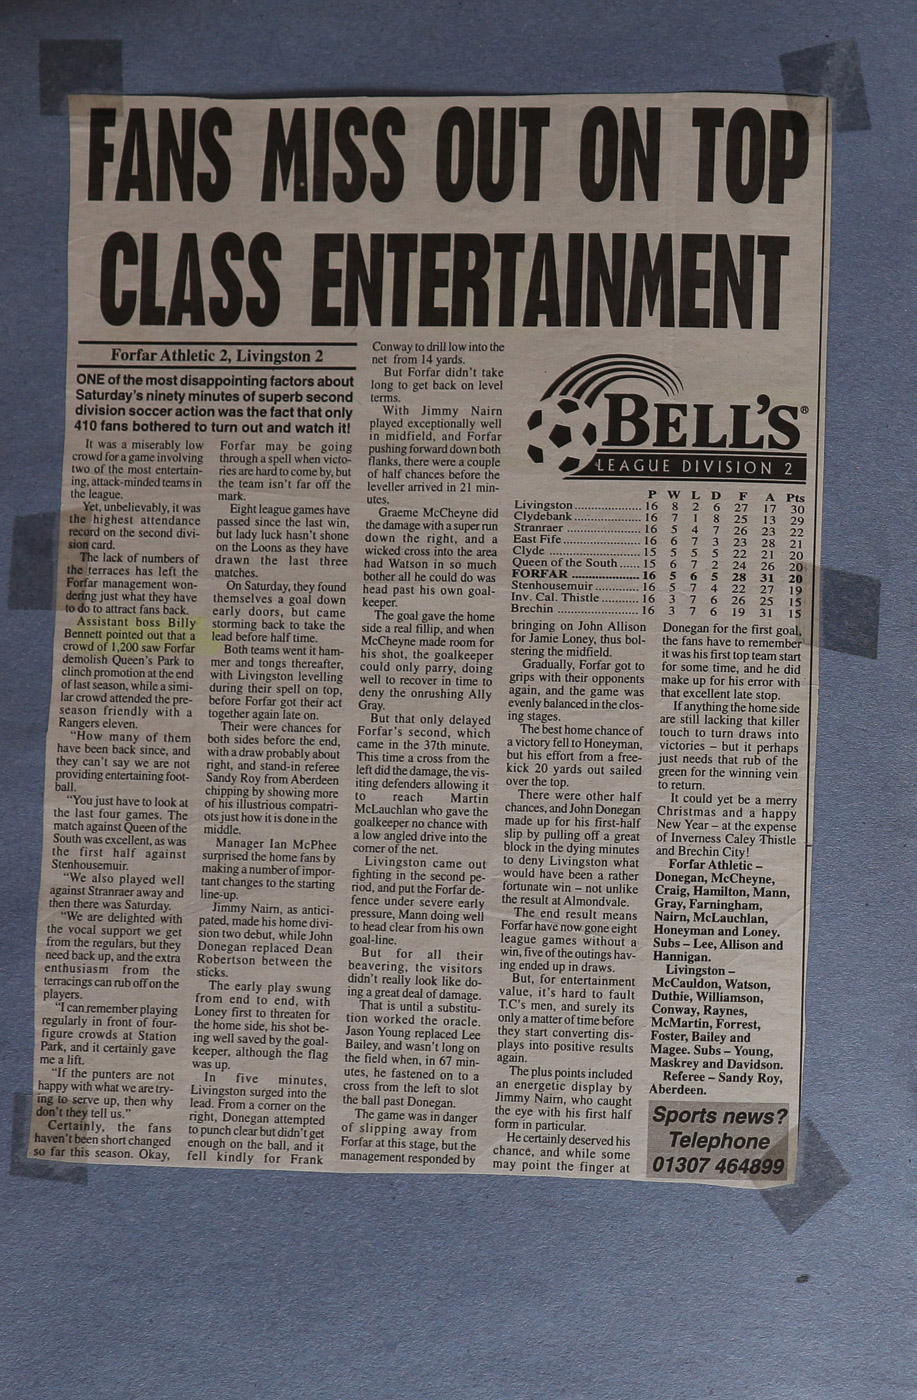 FANS MISS OUT ON TOP
CLASS ENTERTAINMENT
Forfar Athletic 2, Livingston 2
ONE of the most disappointing factors about
Saturday's ninety minutes of superb second
division soccer action was the fact that only
410 fans bothered to turn out and watch it!
It was a miserably low
crowd for a game involving
two of the most entertain-
ing, attack-minded teams in
the league.
Yet, unbelievably, it was
the highest attendance
record on the second divi-
sion card.
The lack of numbers of
the terraces has left the
Forfar management won-
dering just what they have
to do to attract fans back.
Assistant boss Billy
Bennett pointed out that a
crowd of 1,200 saw Forfar
demolish Queen's Park to
clinch promotion at the end
of last season, while a simi-
lar crowd attended the pre-
season friendly with a
Rangers eleven.
"How many of them
have been back since, and
they can't say we are not
providing entertaining foot-
ball.
"You just have to look at
the last four games. The
match against Queen of the
South was excellent, as was
the first half against
Stenhousemuir.
"We also played well
against Stranraer away and
then there was Saturday.
"We are delighted with
the vocal support we get
from the regulars, but they
need back up, and the extra
enthusiasm from the
terracings can rub off on the
players.
"I can remember playing
regularly in front of four-
figure crowds at Station
Park, and it certainly gave
me a lift.
"If the punters are not
happy with what we are try-
ing to serve up, then why
don't they tell us."
Certainly, the fans
haven't been short changed
so far this season. Okay,
Forfar may be going
through a spell when victo-
ries are hard to come by, but
the team isn't far off the
mark.
Eight league games have
passed since the last win,
but lady luck hasn't shone
on the Loons as they have
drawn the last three
matches.
On Saturday, they found
themselves a goal down
early doors, but came
storming back to take the
lead before half time.
Both teams went it ham-
mer and tongs thereafter,
with Livingston levelling
during their spell on top,
before Forfar got their act
together again late on.
Their were chances for
both sides before the end,
with a draw probably about
right, and stand-in referee
Sandy Roy from Aberdeen
chipping by showing more
of his illustrious compatri-
ots just how it is done in the
middle.
Manager Ian McPhee
surprised the home fans by
making a number of impor-
tant changes to the starting
line-up.
Jimmy Nairn, as antici-
pated, made his home divi-
sion two debut, while John
Donegan replaced Dean
Robertson between the
sticks.
The early play swung
from end to end, with
Loney first to threaten for
the home side, his shot be-
ing well saved by the goal-
keeper, although the flag
was up.
In five minutes,
Livingston surged into the
lead. From a corner on the
right, Donegan attempted
to punch clear but didn't get
enough on the ball, and it
fell kindly for Frank
Conway to drill low into the
net from 14 yards.
But Forfar didn't take
long to get back on level
terms.
With Jimmy Nairn
played exceptionally well
in midfield, and Forfar
pushing forward down both
flanks, there were a couple
of half chances before the
leveller arrived in 21 min-
utes.
Graeme McCheyne did
the damage with a super run
down the right, and a
wicked cross into the area
had Watson in so much
bother all he could do was
head past his own goal-
keeper.
The goal gave the home
side a real fillip, and when
McCheyne made room for
his shot, the goalkeeper
could only parry, doing
well to recover in time to
deny the onrushing Ally
Gray.
But that only delayed
Forfar's second, which
came in the 37th minute.
This time a cross from the
left did the damage, the vis-
iting defenders allowing it
to reach Martin
McLauchlan who gave the
goalkeeper no chance with
a low angled drive into the
corner of the net.
Livingston came out
fighting in the second pe-
riod, and put the Forfar de-
fence under severe early
pressure, Mann doing well
to head clear from his own
goal-line.
But for all their
beavering, the visitors
didn't really look like do-
ing a great deal of damage.
That is until a substitu-
tion worked the oracle.
Jason Young replaced Lee
Bailey, and wasn't long on
the field when, in 67 min-
utes, he fastened on to a
cross from the left to slot
the ball past Donegan.
The game was in danger
of slipping away from
Forfar at this stage, but the
management responded by
BELL'S®
LEAGUE DIVISION 2
P W L D F A Pts
Livingston 16 8 2 6 27 17 30
Clydebank 16 7 1 8 25 13 29
Stranraer 16 5 4 7 26 23 22
East Fife 16 6 7 3 23 28 21
Clyde 15 5 5 5 22 21 20
Queen of the South 15 6 7 2 24 26 20
FORFAR 16 5 6 5 28 31 20
Stenhousemuir 16 5 7 4 22 27 19
Inv. Cal. Thistle 16 3 7 6 26 25 15
Brechin 16 3 7 6 19 31 15
bringing on John Allison
for Jamie Loney, thus bol-
stering the midfield.
Gradually, Forfar got to
grips with their opponents
again, and the game was
evenly balanced in the clos-
ing stages.
The best home chance of
a victory fell to Honeyman,
but his effort from a free-
kick 20 yards out sailed
over the top.
There were other half
chances, and John Donegan
made up for his first-half
slip by pulling off a great
block in the dying minutes
to deny Livingston what
would have been a rather
fortunate win – not unlike
the result at Almondvale.
The end result means
Forfar have now gone eight
league games without a
win, five of the outings hav-
ing ended up in draws.
But, for entertainment
value, it's hard to fault
T.C's men, and surely its
only a matter of time before
they start converting dis-
plays into positive results
again.
The plus points included
an energetic display by
Jimmy Nairn, who caught
the eye with his first half
form in particular.
He certainly deserved his
chance, and while some
may point the finger at
Donegan for the first goal,
the fans have to remember
it was his first top team start
for some time, and he did
make up for his error with
that excellent late stop.
If anything the home side
are still lacking that killer
touch to turn draws into
victories – but it perhaps
just needs that rub of the
green for the winning vein
to return.
It could yet be a merry
Christmas and a happy
New Year – at the expense
of Inverness Caley Thistle
and Brechin City!
Forfar Athletic –
Donegan, McCheyne,
Craig, Hamilton, Mann,
Gray, Farningham,
Nairn, McLauchlan,
Honeyman and Loney.
Subs – Lee, Allison and
Hannigan.
Livingston –
McCauldon, Watson,
Duthie, Williamson,
Conway, Raynes,
McMartin, Forrest,
Foster, Bailey and
Magee. Subs – Young,
Maskrey and Davidson.
Referee – Sandy Roy,
Aberdeen.
Sports news?
Telephone
01307 464899